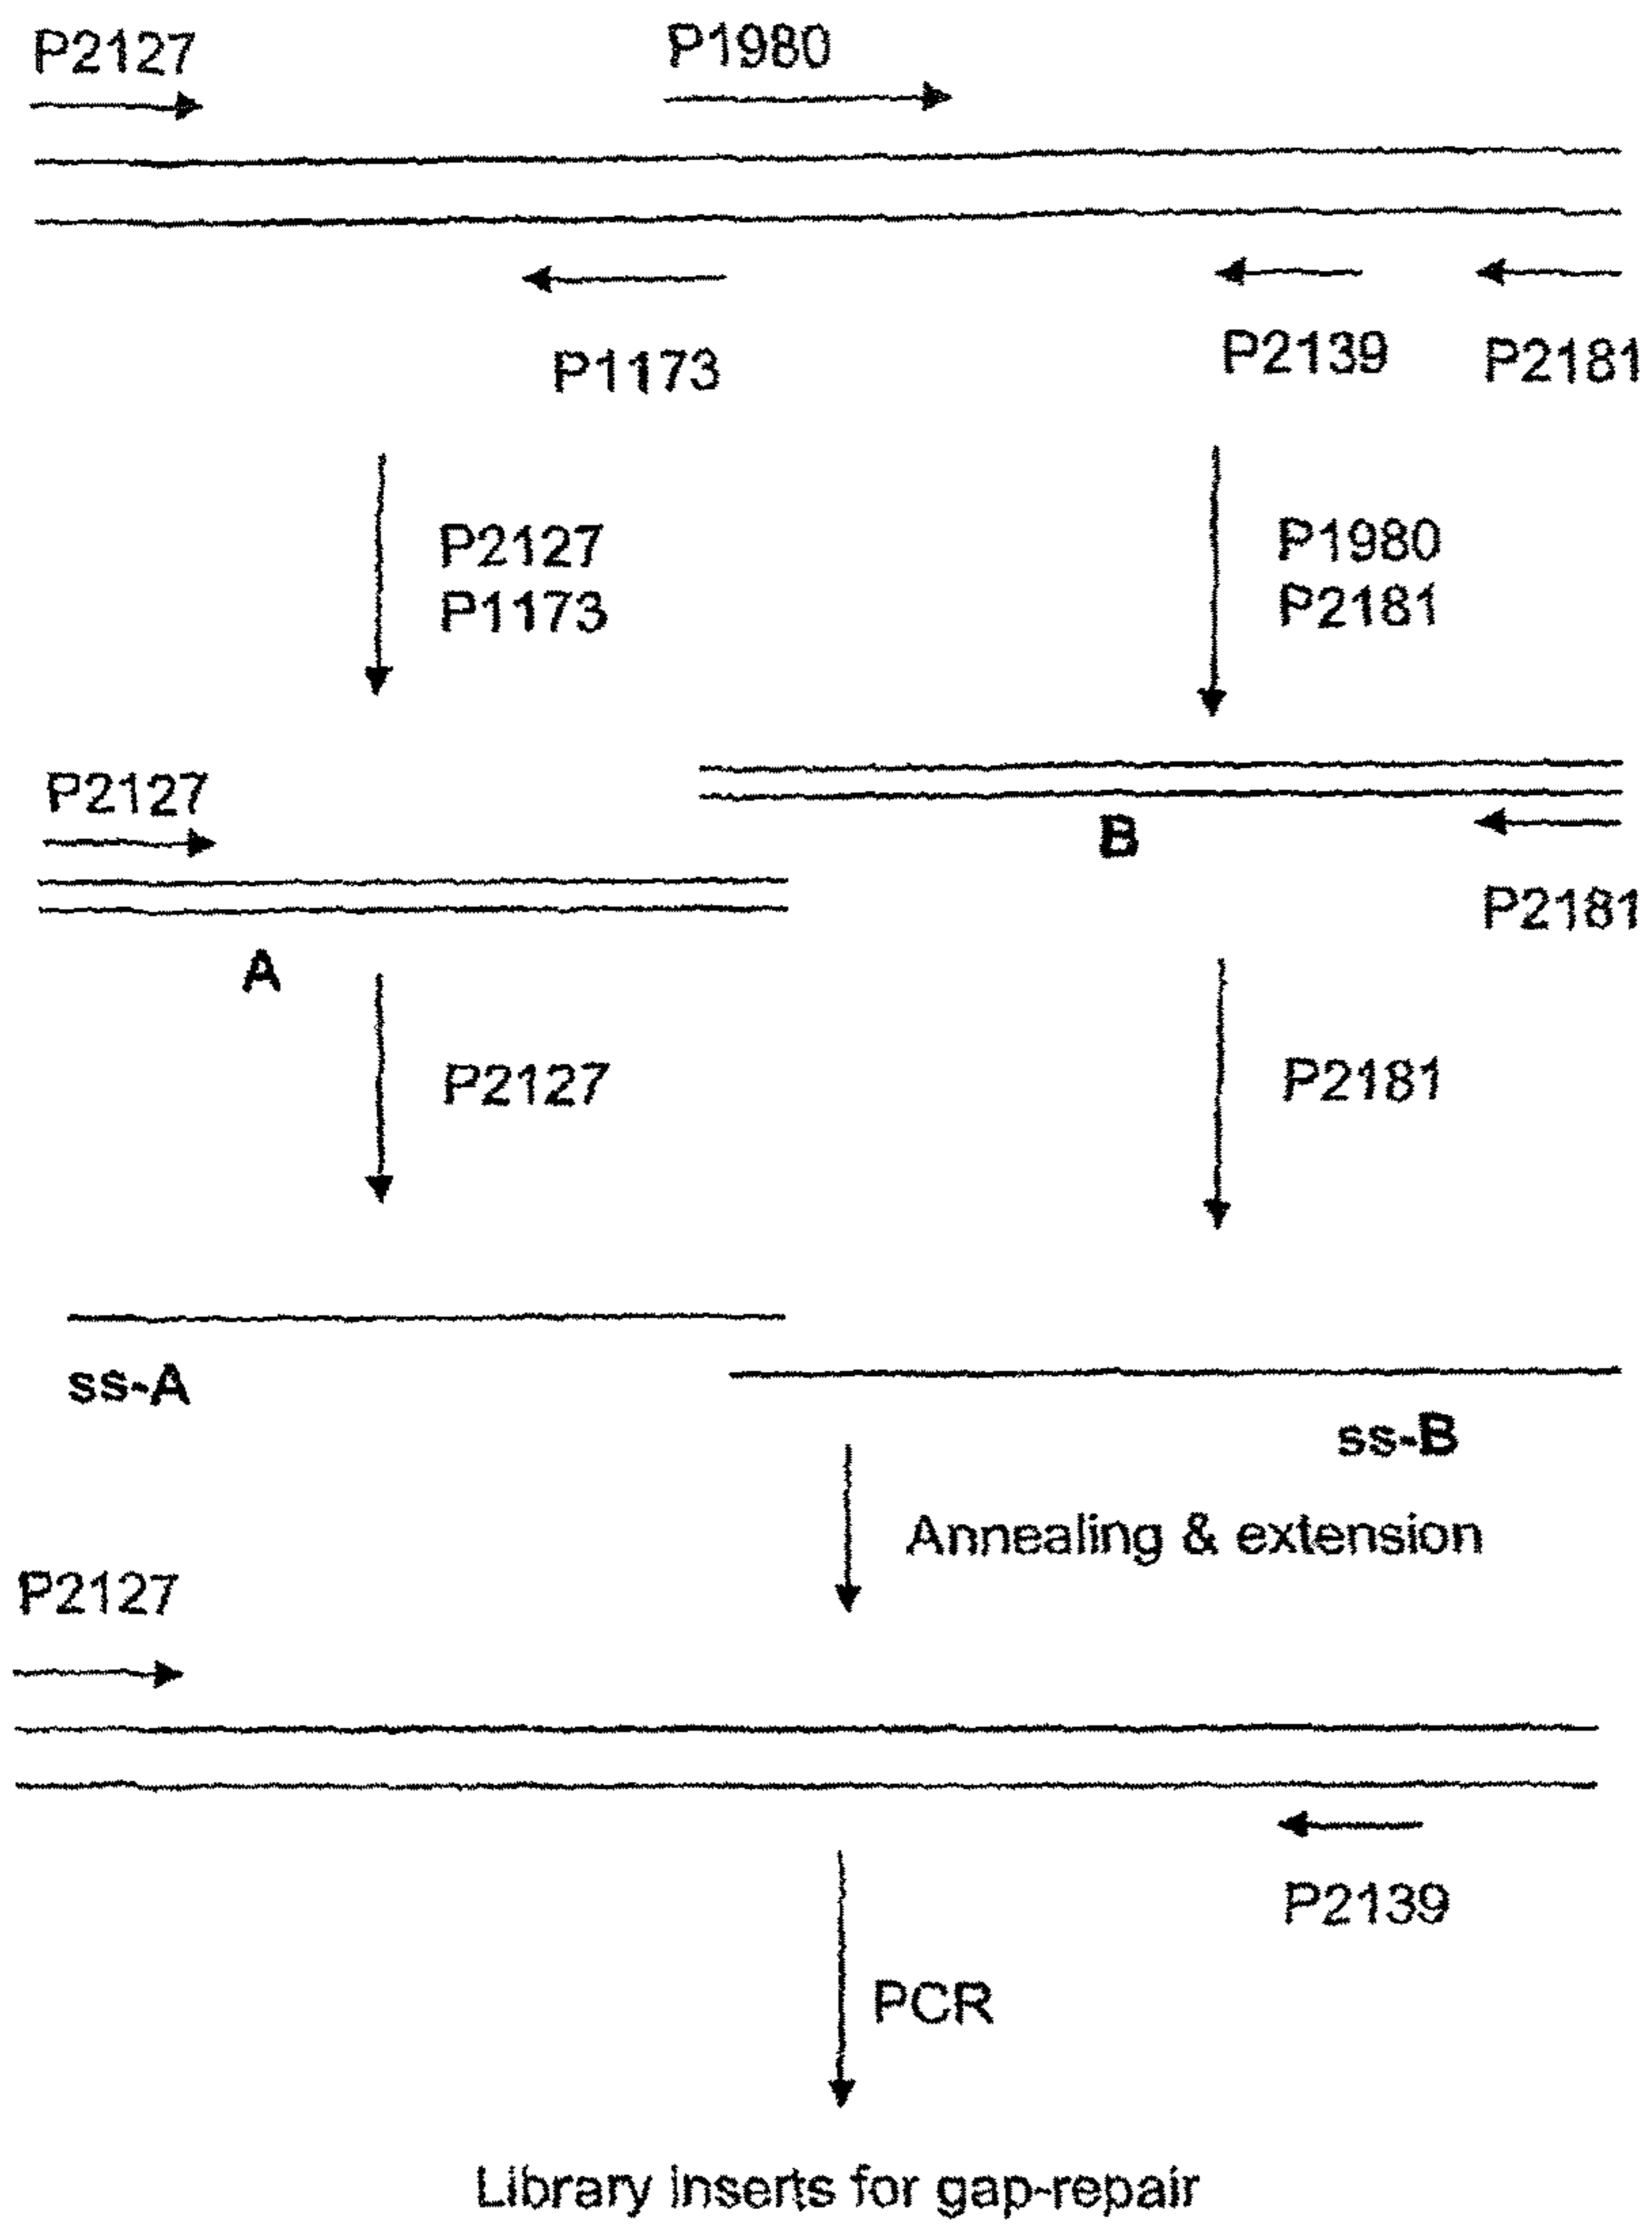 P2127
P1980
P1173
P2139
P2181
P2127
P1173
P1980
P2181
P2127
B
P2181
A
P2127
P2181
ss-A
ss-B
Annealing & extension
P2127
P2139
PCR
Library inserts for gap-repair